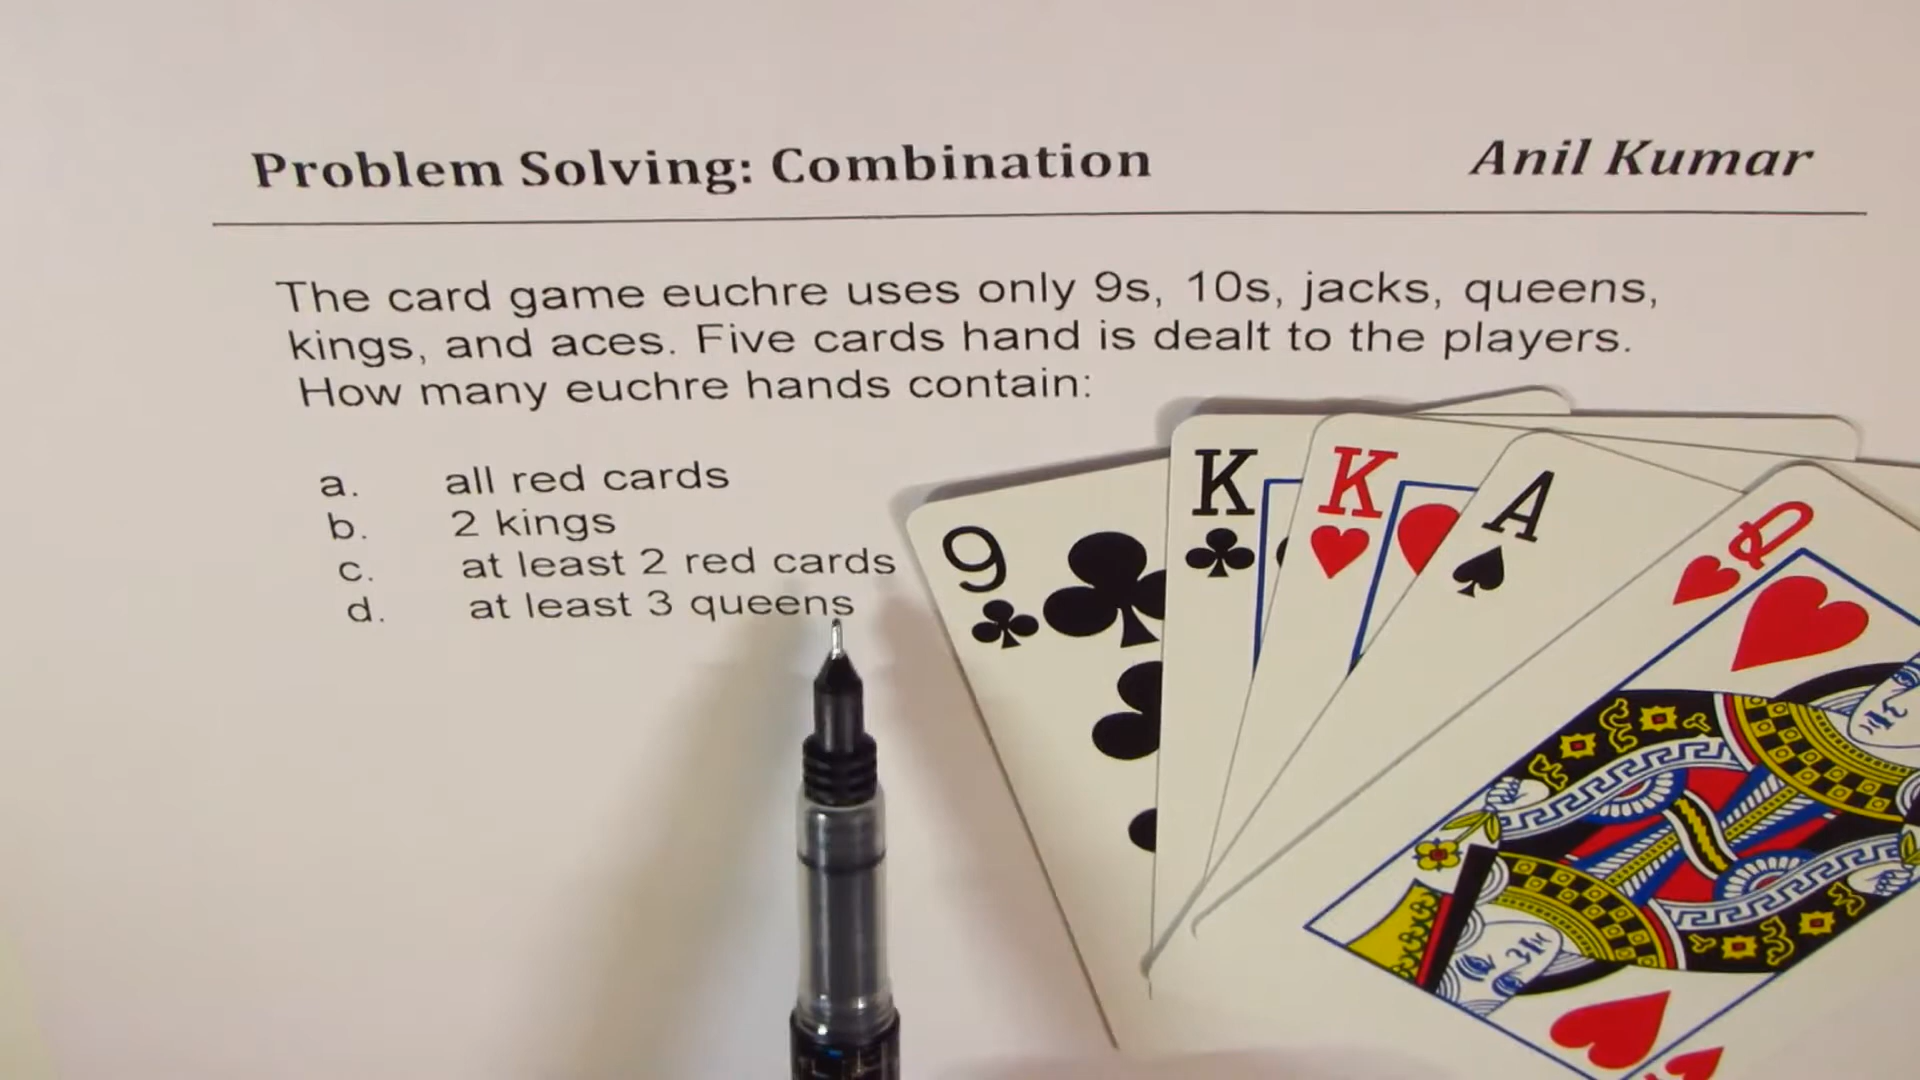 Problem Solving: Combination Anil Kumar
The card game euchre uses only 9s, 10s, jacks, queens,
kings, and aces. Five cards hand is dealt to the players.
How many euchre hands contain:
a. all red cards
b. 2 kings
c. at least 2 red cards
d. at least 3 queens
9 K K A Q